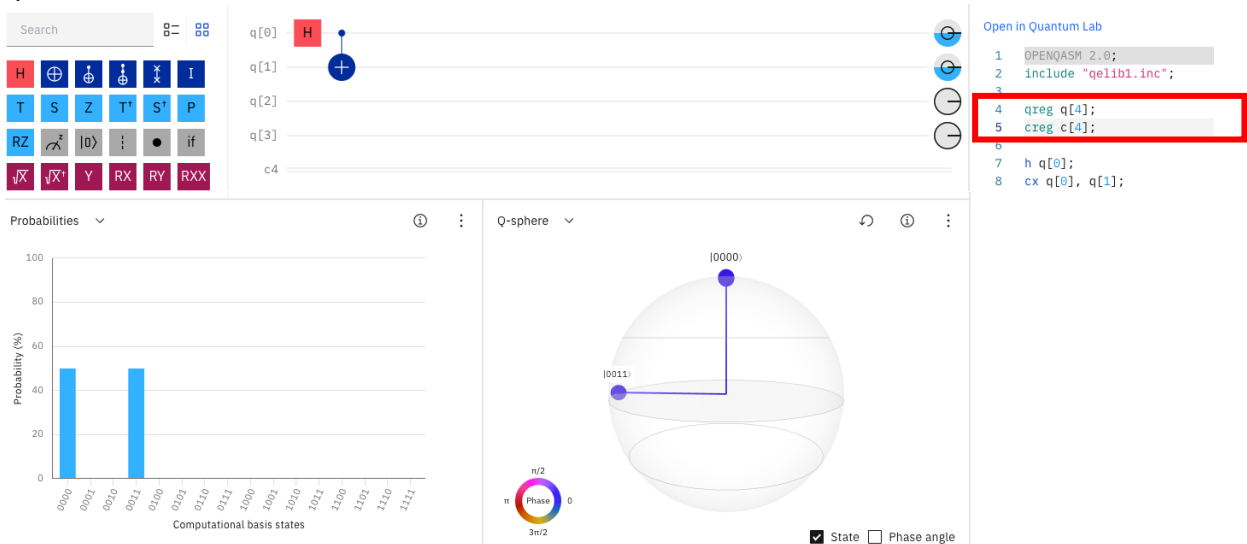 Search
H ⊕ I
T S Z T† S† P
RZ z |0⟩ if
√X √X† Y RX RY RXX
q[0] H
q[1] +
q[2]
q[3]
c4
Open in Quantum Lab
1 OPENQASM 2.0;
2 include "qelib1.inc";
3
4 qreg q[4];
5 creg c[4];
6
7 h q[0];
8 cx q[0], q[1];
Probabilities
Probability (%)
100
80
60
40
20
0
0000 0001 0010 0011 0100 0101 0110 0111 1000 1001 1010 1011 1100 1101 1110 1111
Computational basis states
Q-sphere
|0000⟩
|0011⟩
π/2
π Phase 0
3π/2
State Phase angle